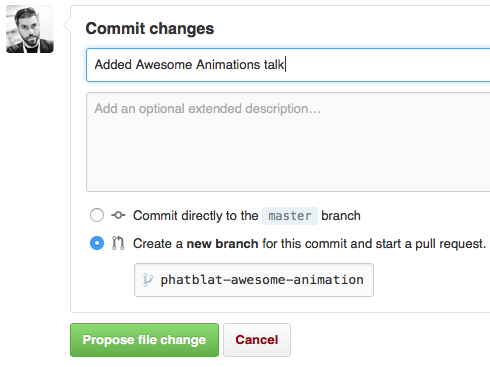 Commit changes
Added Awesome Animations talk
Add an optional extended description…
Commit directly to the master branch
Create a new branch for this commit and start a pull request.
phatblat-awesome-animation
Propose file change Cancel